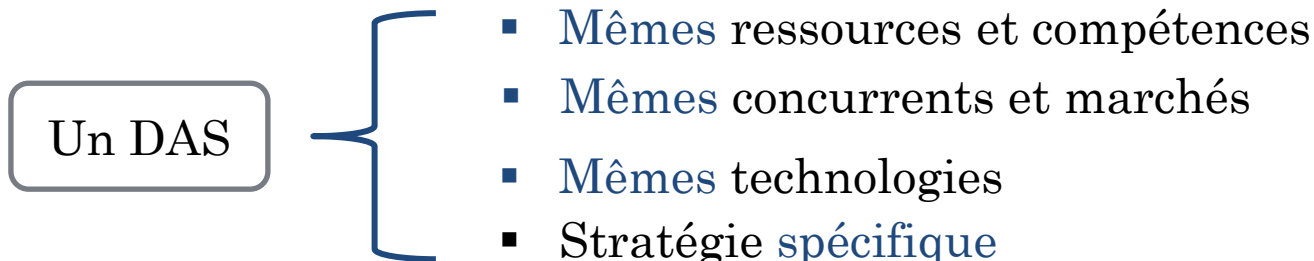 Un DAS
▪ Mêmes ressources et compétences
▪ Mêmes concurrents et marchés
▪ Mêmes technologies
▪ Stratégie spécifique